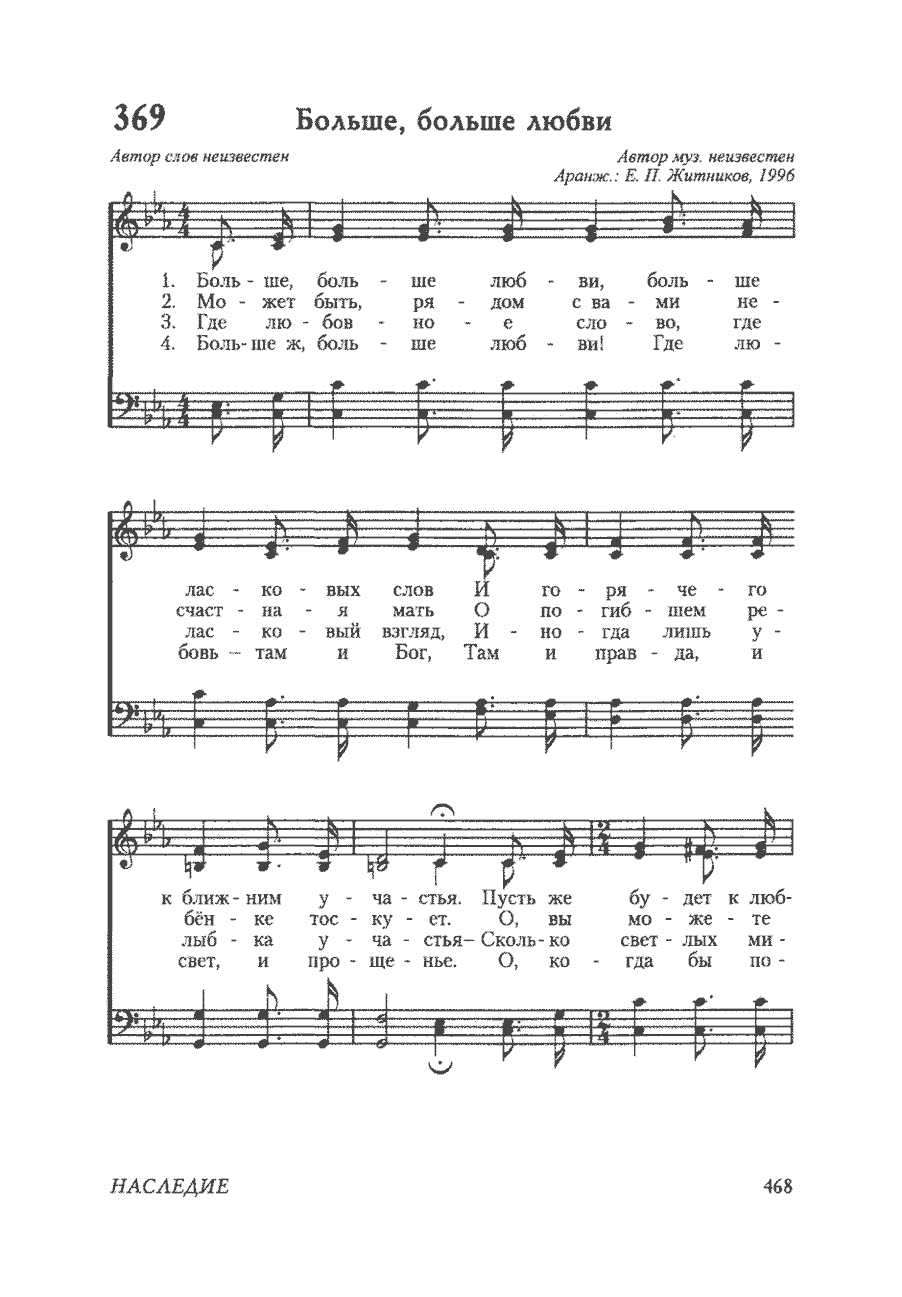 369 Больше, больше любви
Автор слов неизвестен Автор муз. неизвестен
Аранж.: Е. П. Житников, 1996
1. Боль - ше, боль - ше люб - ви, боль - ше
2. Мо - жет быть, ря - дом с ва - ми не -
3. Где лю - бов - но - е сло - во, где
4. Боль- ше ж, боль - ше люб - ви! Где лю -
лас - ко - вых слов И го - ря - че - го
счаст - на - я мать О по - гиб - шем ре -
лас - ко - вый взгляд, И - но - гда лишь у -
бовь – там и Бог, Там и прав - да, и
к ближ - ним у - ча - стья. Пусть же бу - дет к люб-
бён - ке тос - ку - ет. О, вы мо - же - те
лыб - ка у - ча - стья– Сколь- ко свет - лых ми -
свет, и про - ще - нье. О, ко - гда бы по -
НАСЛЕДИЕ 468